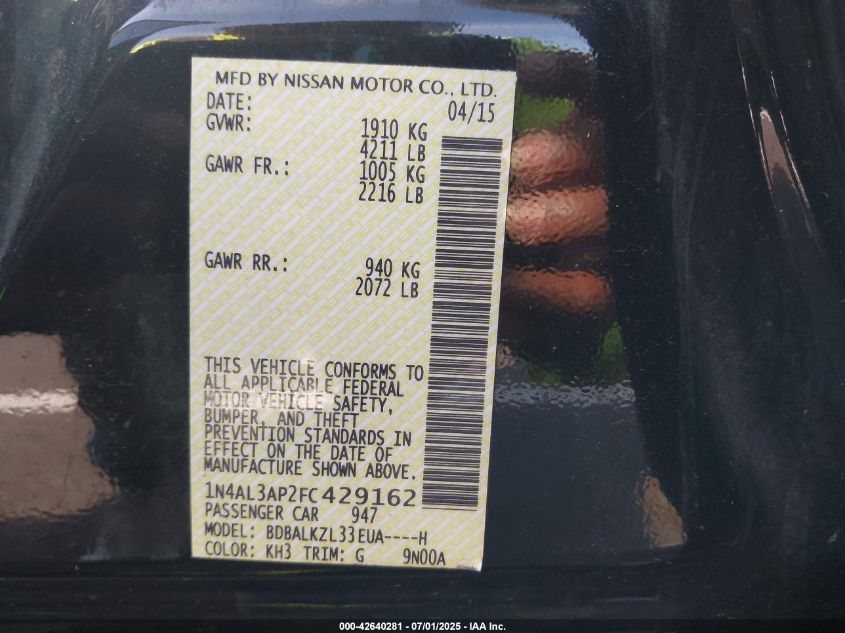 MFD BY NISSAN MOTOR CO., LTD.
DATE: 04/15
GVWR: 1910 KG
4211 LB
GAWR FR.: 1005 KG
2216 LB
GAWR RR.: 940 KG
2072 LB
THIS VEHICLE CONFORMS TO
ALL APPLICABLE FEDERAL
MOTOR VEHICLE SAFETY,
BUMPER, AND THEFT
PREVENTION STANDARDS IN
EFFECT ON THE DATE OF
MANUFACTURE SHOWN ABOVE.
1N4AL3AP2FC429162
PASSENGER CAR 947
MODEL: BDBALKZL33EUA----H
COLOR: KH3 TRIM: G 9N00A
000-42640281 - 07/01/2025 - IAA Inc.